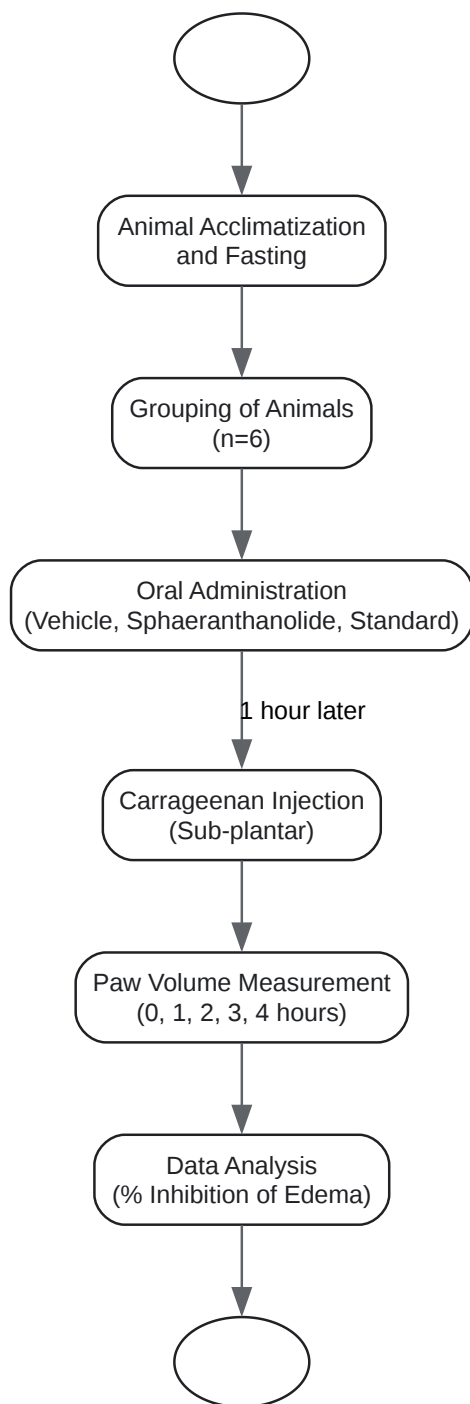 Animal Acclimatization
and Fasting
Grouping of Animals
(n=6)
Oral Administration
(Vehicle, Sphaeranthanolide, Standard)
1 hour later
Carrageenan Injection
(Sub-plantar)
Paw Volume Measurement
(0, 1, 2, 3, 4 hours)
Data Analysis
(% Inhibition of Edema)